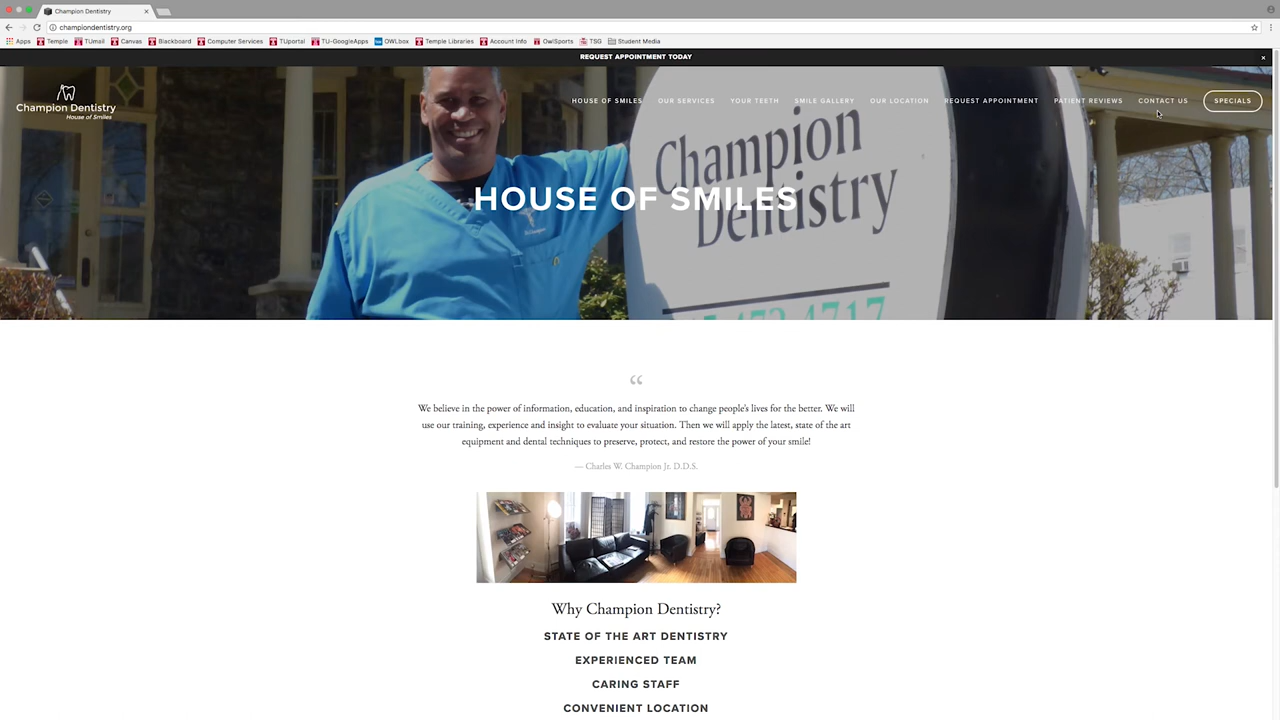 Champion Dentistry
championdentistry.org
Apps Temple TUmail Canvas Blackboard Computer Services TUportal TU-GoogleApps OWLbox Temple Libraries Account Info OwlSports TSG Student Media
REQUEST APPOINTMENT TODAY
Champion Dentistry
House of Smiles
HOUSE OF SMILES OUR SERVICES YOUR TEETH SMILE GALLERY OUR LOCATION REQUEST APPOINTMENT PATIENT REVIEWS CONTACT US SPECIALS
Champion
Dentistry
HOUSE OF SMILES
“
We believe in the power of information, education, and inspiration to change people's lives for the better. We will
use our training, experience and insight to evaluate your situation. Then we will apply the latest, state of the art
equipment and dental techniques to preserve, protect, and restore the power of your smile!
— Charles W. Champion Jr. D.D.S.
Why Champion Dentistry?
STATE OF THE ART DENTISTRY
EXPERIENCED TEAM
CARING STAFF
CONVENIENT LOCATION